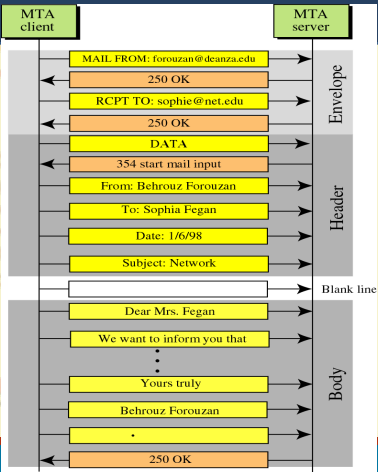 MTA
client
MTA
server
MAIL FROM: forouzan@deanza.edu
250 OK
RCPT TO: sophie@net.edu
250 OK
Envelope
DATA
354 start mail input
From: Behrouz Forouzan
To: Sophia Fegan
Date: 1/6/98
Subject: Network
Header
Blank line
Dear Mrs. Fegan
We want to inform you that
Yours truly
Behrouz Forouzan
.
250 OK
Body